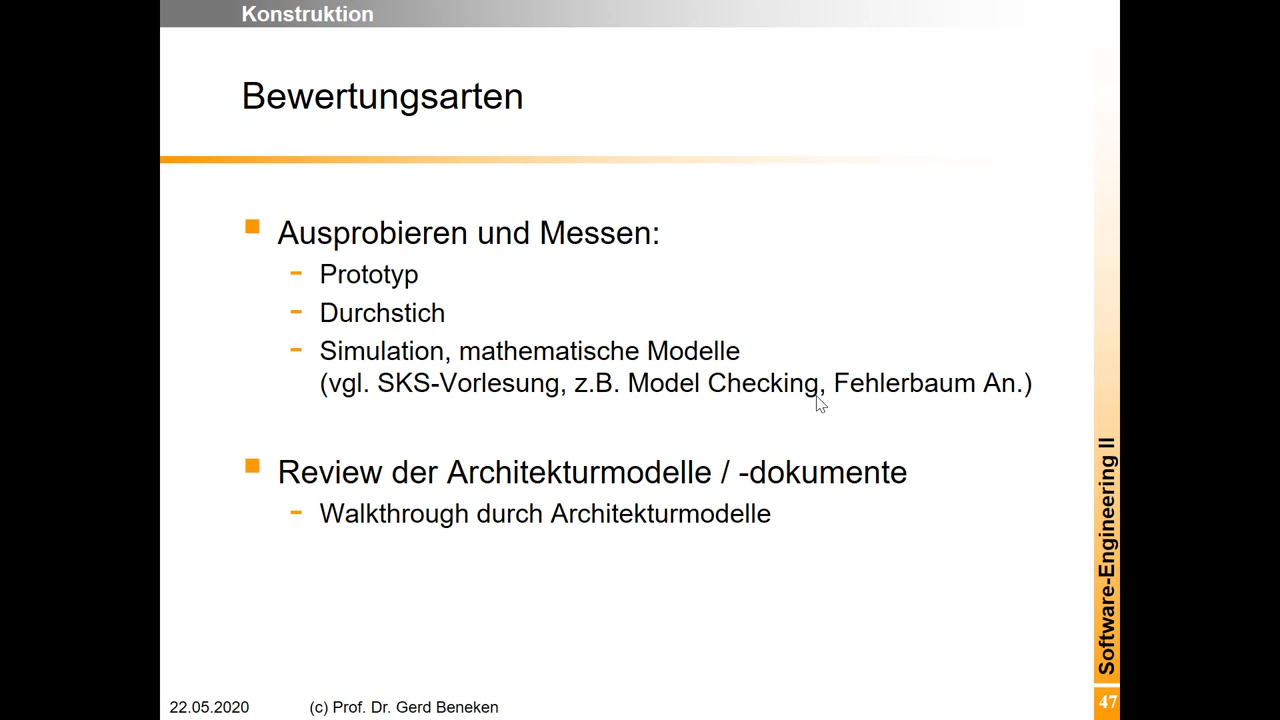 Konstruktion
Bewertungsarten
Ausprobieren und Messen:
- Prototyp
- Durchstich
- Simulation, mathematische Modelle
(vgl. SKS-Vorlesung, z.B. Model Checking, Fehlerbaum An.)
Review der Architekturmodelle / -dokumente
- Walkthrough durch Architekturmodelle
Software-Engineering II
22.05.2020 (c) Prof. Dr. Gerd Beneken
47